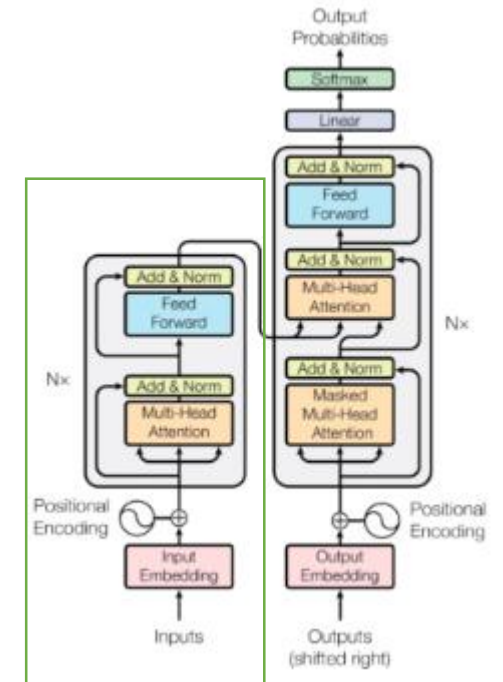 Output
Probabilities
Softmax
Linear
Add & Norm
Feed
Forward
Add & Norm
Multi-Head
Attention
Add & Norm
Masked
Multi-Head
Attention
Nx
Positional
Encoding
Output
Embedding
Outputs
(shifted right)
Add & Norm
Feed
Forward
Add & Norm
Multi-Head
Attention
Nx
Positional
Encoding
Input
Embedding
Inputs